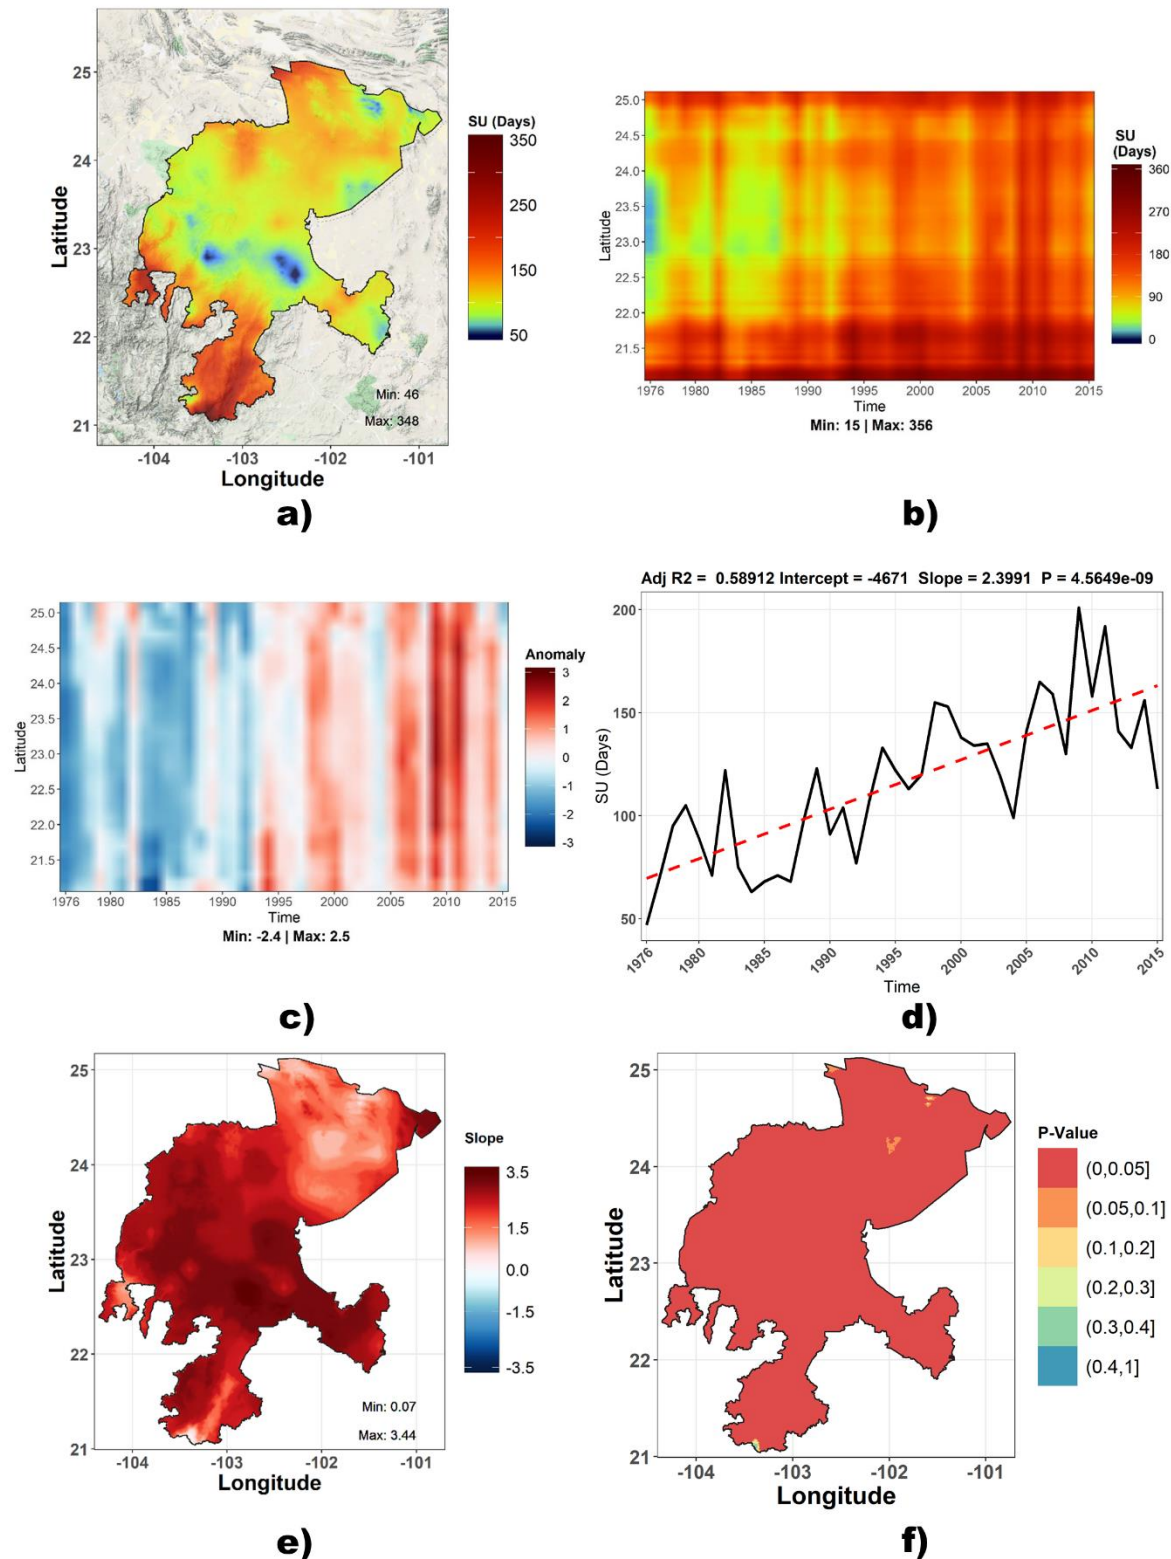 25
24
23
22
21
Latitude
-104 -103 -102 -101
Longitude
SU (Days)
350
250
150
50
Min: 46
Max: 348
a)
25.0
24.5
24.0
23.5
23.0
22.5
22.0
21.5
Latitude
1976 1980 1985 1990 1995 2000 2005 2010 2015
Time
Min: 15 | Max: 356
SU
(Days)
360
270
180
90
0
b)
25.0
24.5
24.0
23.5
23.0
22.5
22.0
21.5
Latitude
1976 1980 1985 1990 1995 2000 2005 2010 2015
Time
Min: -2.4 | Max: 2.5
Anomaly
3
2
1
0
-1
-2
-3
c)
Adj R2 = 0.58912 Intercept = -4671 Slope = 2.3991 P = 4.5649e-09
200
150
100
50
SU (Days)
1976 1980 1985 1990 1995 2000 2005 2010 2015
Time
d)
25
24
23
22
21
Latitude
-104 -103 -102 -101
Longitude
Slope
3.5
1.5
0.0
-1.5
-3.5
Min: 0.07
Max: 3.44
e)
25
24
23
22
21
Latitude
-104 -103 -102 -101
Longitude
P-Value
(0,0.05]
(0.05,0.1]
(0.1,0.2]
(0.2,0.3]
(0.3,0.4]
(0.4,1]
f)